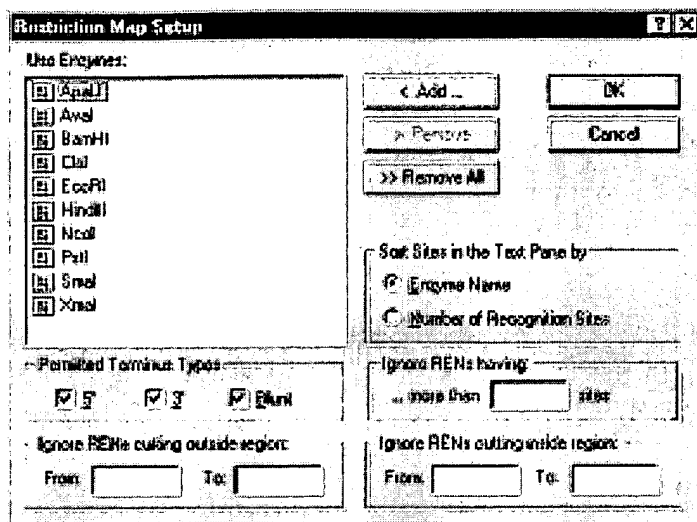 Restriction Map Setup
Use Enzymes:
ApaLI
AvaI
BamHI
ClaI
EcoRI
HindIII
NcoI
PstI
SmaI
XmaI
< Add ...
> Remove
>> Remove All
OK
Cancel
Sort Sites in the Text Pane by
Enzyme Name
Number of Recognition Sites
Permitted Terminus Types
5' 3' Blunt
Ignore RENs having:
... more than sites
Ignore RENs cutting outside region:
From: To:
Ignore RENs cutting inside region:
From: To: